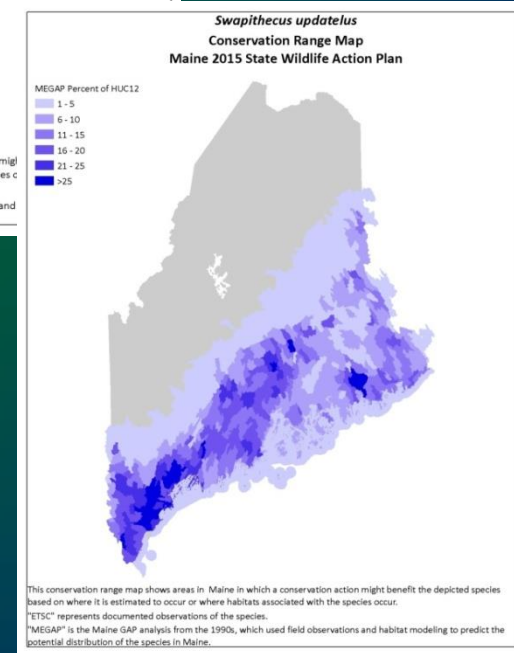 Swapithecus updatelus
Conservation Range Map
Maine 2015 State Wildlife Action Plan
MEGAP Percent of HUC12
1 - 5
6 - 10
11 - 15
16 - 20
21 - 25
>25
and
This conservation range map shows areas in Maine in which a conservation action might benefit the depicted species
based on where it is estimated to occur or where habitats associated with the species occur.
"ETSC" represents documented observations of the species.
"MEGAP" is the Maine GAP analysis from the 1990s, which used field observations and habitat modeling to predict the
potential distribution of the species in Maine.